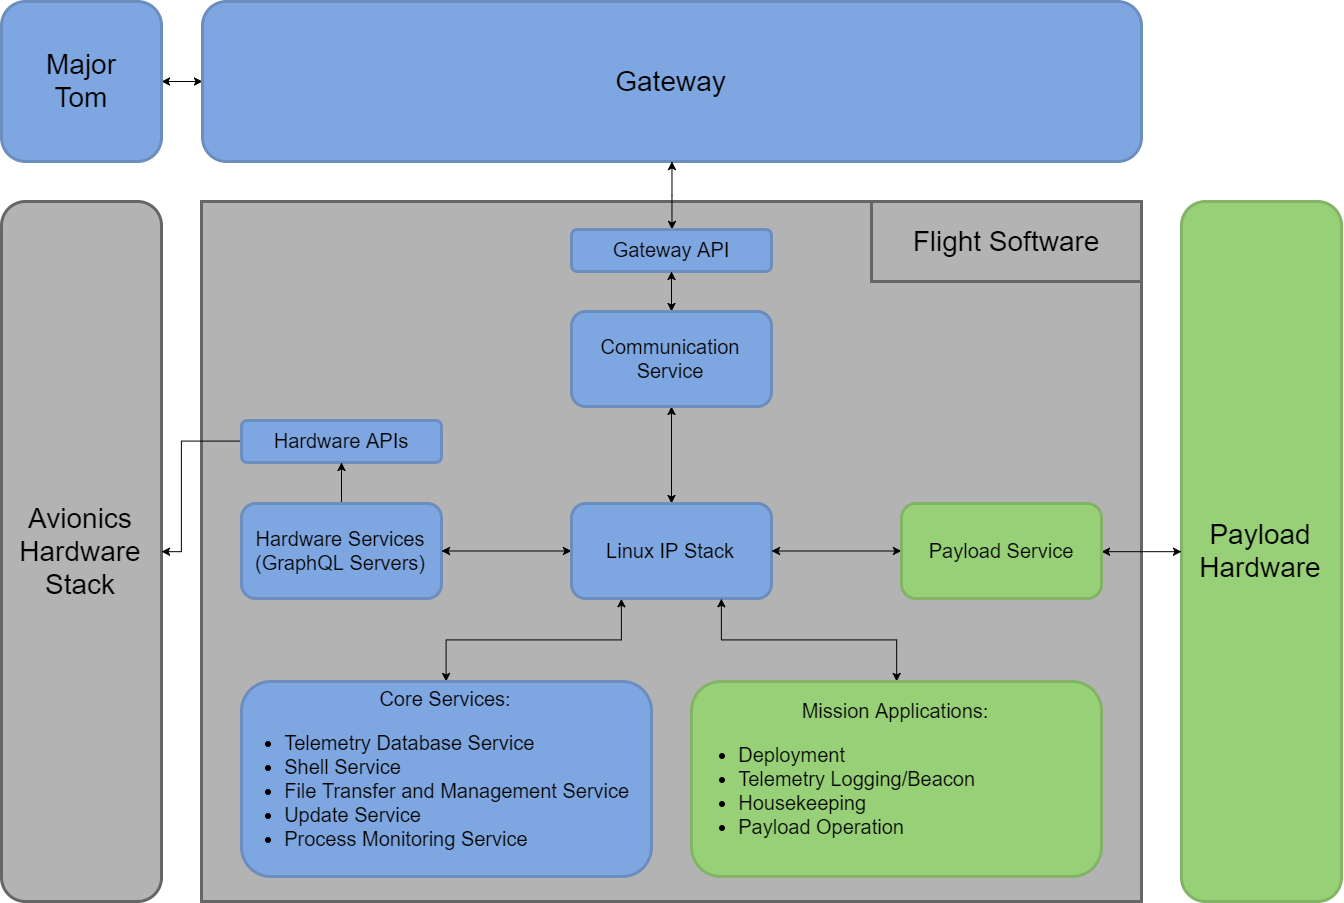 Major
Tom
Gateway
Flight Software
Gateway API
Communication
Service
Hardware APIs
Avionics
Hardware
Stack
Hardware Services
(GraphQL Servers)
Linux IP Stack
Payload Service
Payload
Hardware
Core Services:
• Telemetry Database Service
• Shell Service
• File Transfer and Management Service
• Update Service
• Process Monitoring Service
Mission Applications:
• Deployment
• Telemetry Logging/Beacon
• Housekeeping
• Payload Operation